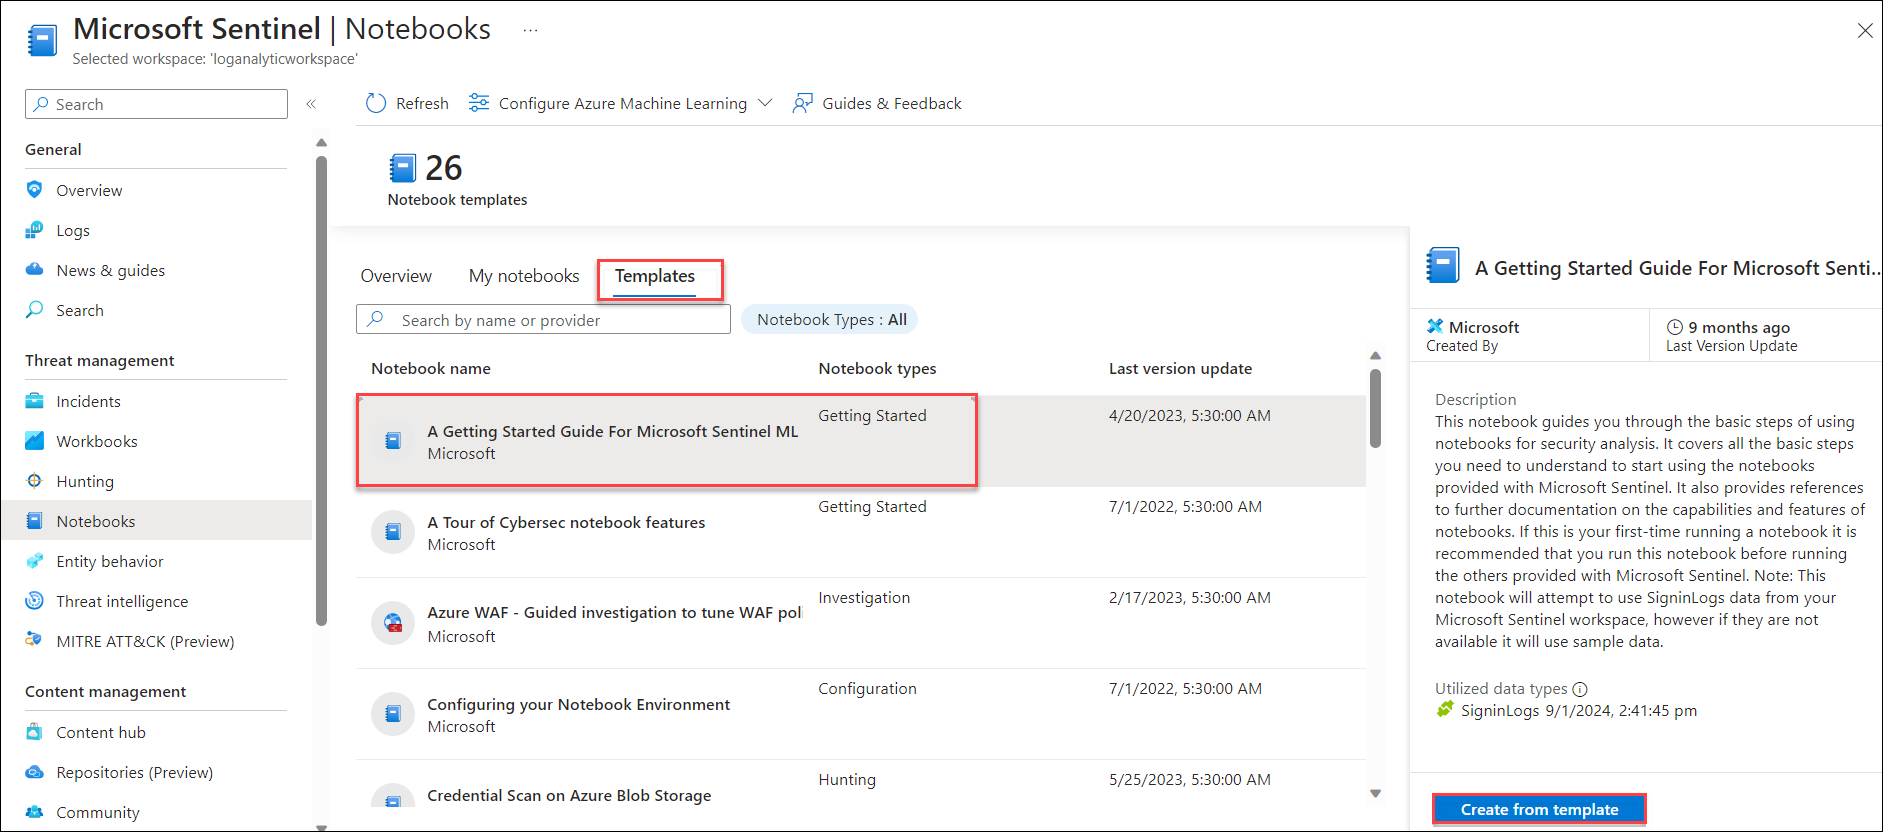 Microsoft Sentinel | Notebooks ...
Selected workspace: 'loganalyticworkspace'
Search
«
General
Overview
Logs
News & guides
Search
Threat management
Incidents
Workbooks
Hunting
Notebooks
Entity behavior
Threat intelligence
MITRE ATT&CK (Preview)
Content management
Content hub
Repositories (Preview)
Community
Refresh
Configure Azure Machine Learning
Guides & Feedback
26
Notebook templates
Overview
My notebooks
Templates
Search by name or provider
Notebook Types : All
Notebook name
Notebook types
Last version update
A Getting Started Guide For Microsoft Sentinel ML
Microsoft
Getting Started
4/20/2023, 5:30:00 AM
A Tour of Cybersec notebook features
Microsoft
Getting Started
7/1/2022, 5:30:00 AM
Azure WAF - Guided investigation to tune WAF poli
Microsoft
Investigation
2/17/2023, 5:30:00 AM
Configuring your Notebook Environment
Microsoft
Configuration
7/1/2022, 5:30:00 AM
Credential Scan on Azure Blob Storage
Hunting
5/25/2023, 5:30:00 AM
A Getting Started Guide For Microsoft Senti...
Microsoft
Created By
9 months ago
Last Version Update
Description
This notebook guides you through the basic steps of using
notebooks for security analysis. It covers all the basic steps
you need to understand to start using the notebooks
provided with Microsoft Sentinel. It also provides references
to further documentation on the capabilities and features of
notebooks. If this is your first-time running a notebook it is
recommended that you run this notebook before running
the others provided with Microsoft Sentinel. Note: This
notebook will attempt to use SigninLogs data from your
Microsoft Sentinel workspace, however if they are not
available it will use sample data.
Utilized data types
SigninLogs 9/1/2024, 2:41:45 pm
Create from template